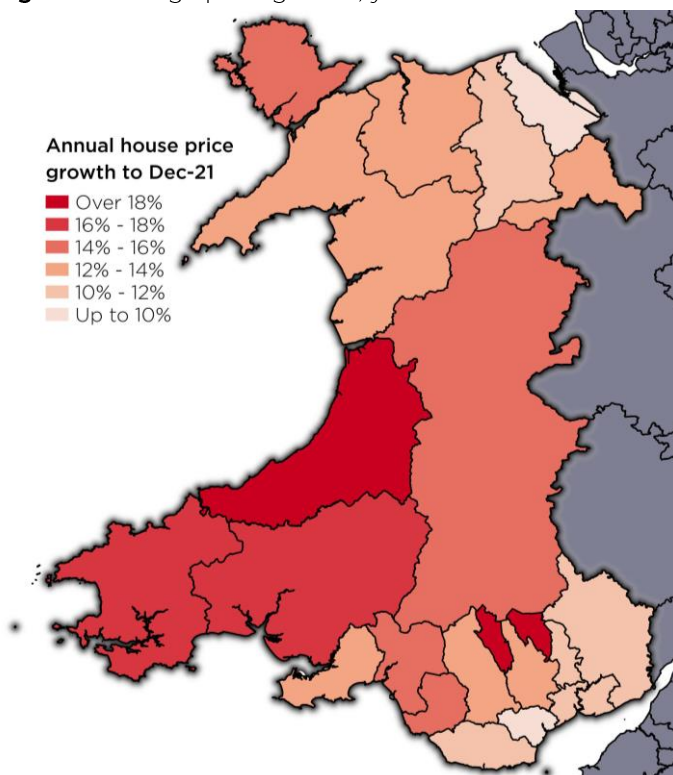 Annual house price
growth to Dec-21
Over 18%
16% - 18%
14% - 16%
12% - 14%
10% - 12%
Up to 10%